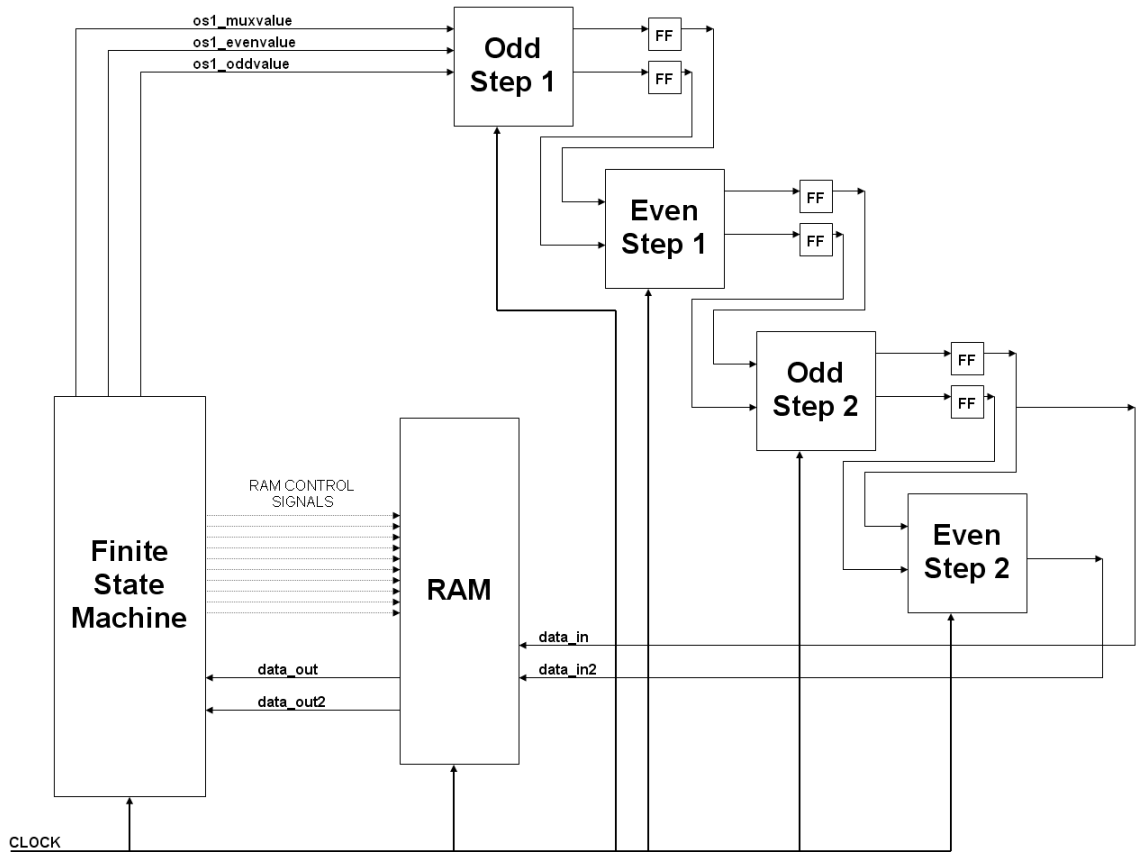 os1_muxvalue
os1_evenvalue
os1_oddvalue
Odd
Step 1
FF
FF
Even
Step 1
FF
FF
Odd
Step 2
FF
FF
RAM CONTROL
SIGNALS
Finite
State
Machine
RAM
Even
Step 2
data_in
data_in2
data_out
data_out2
CLOCK